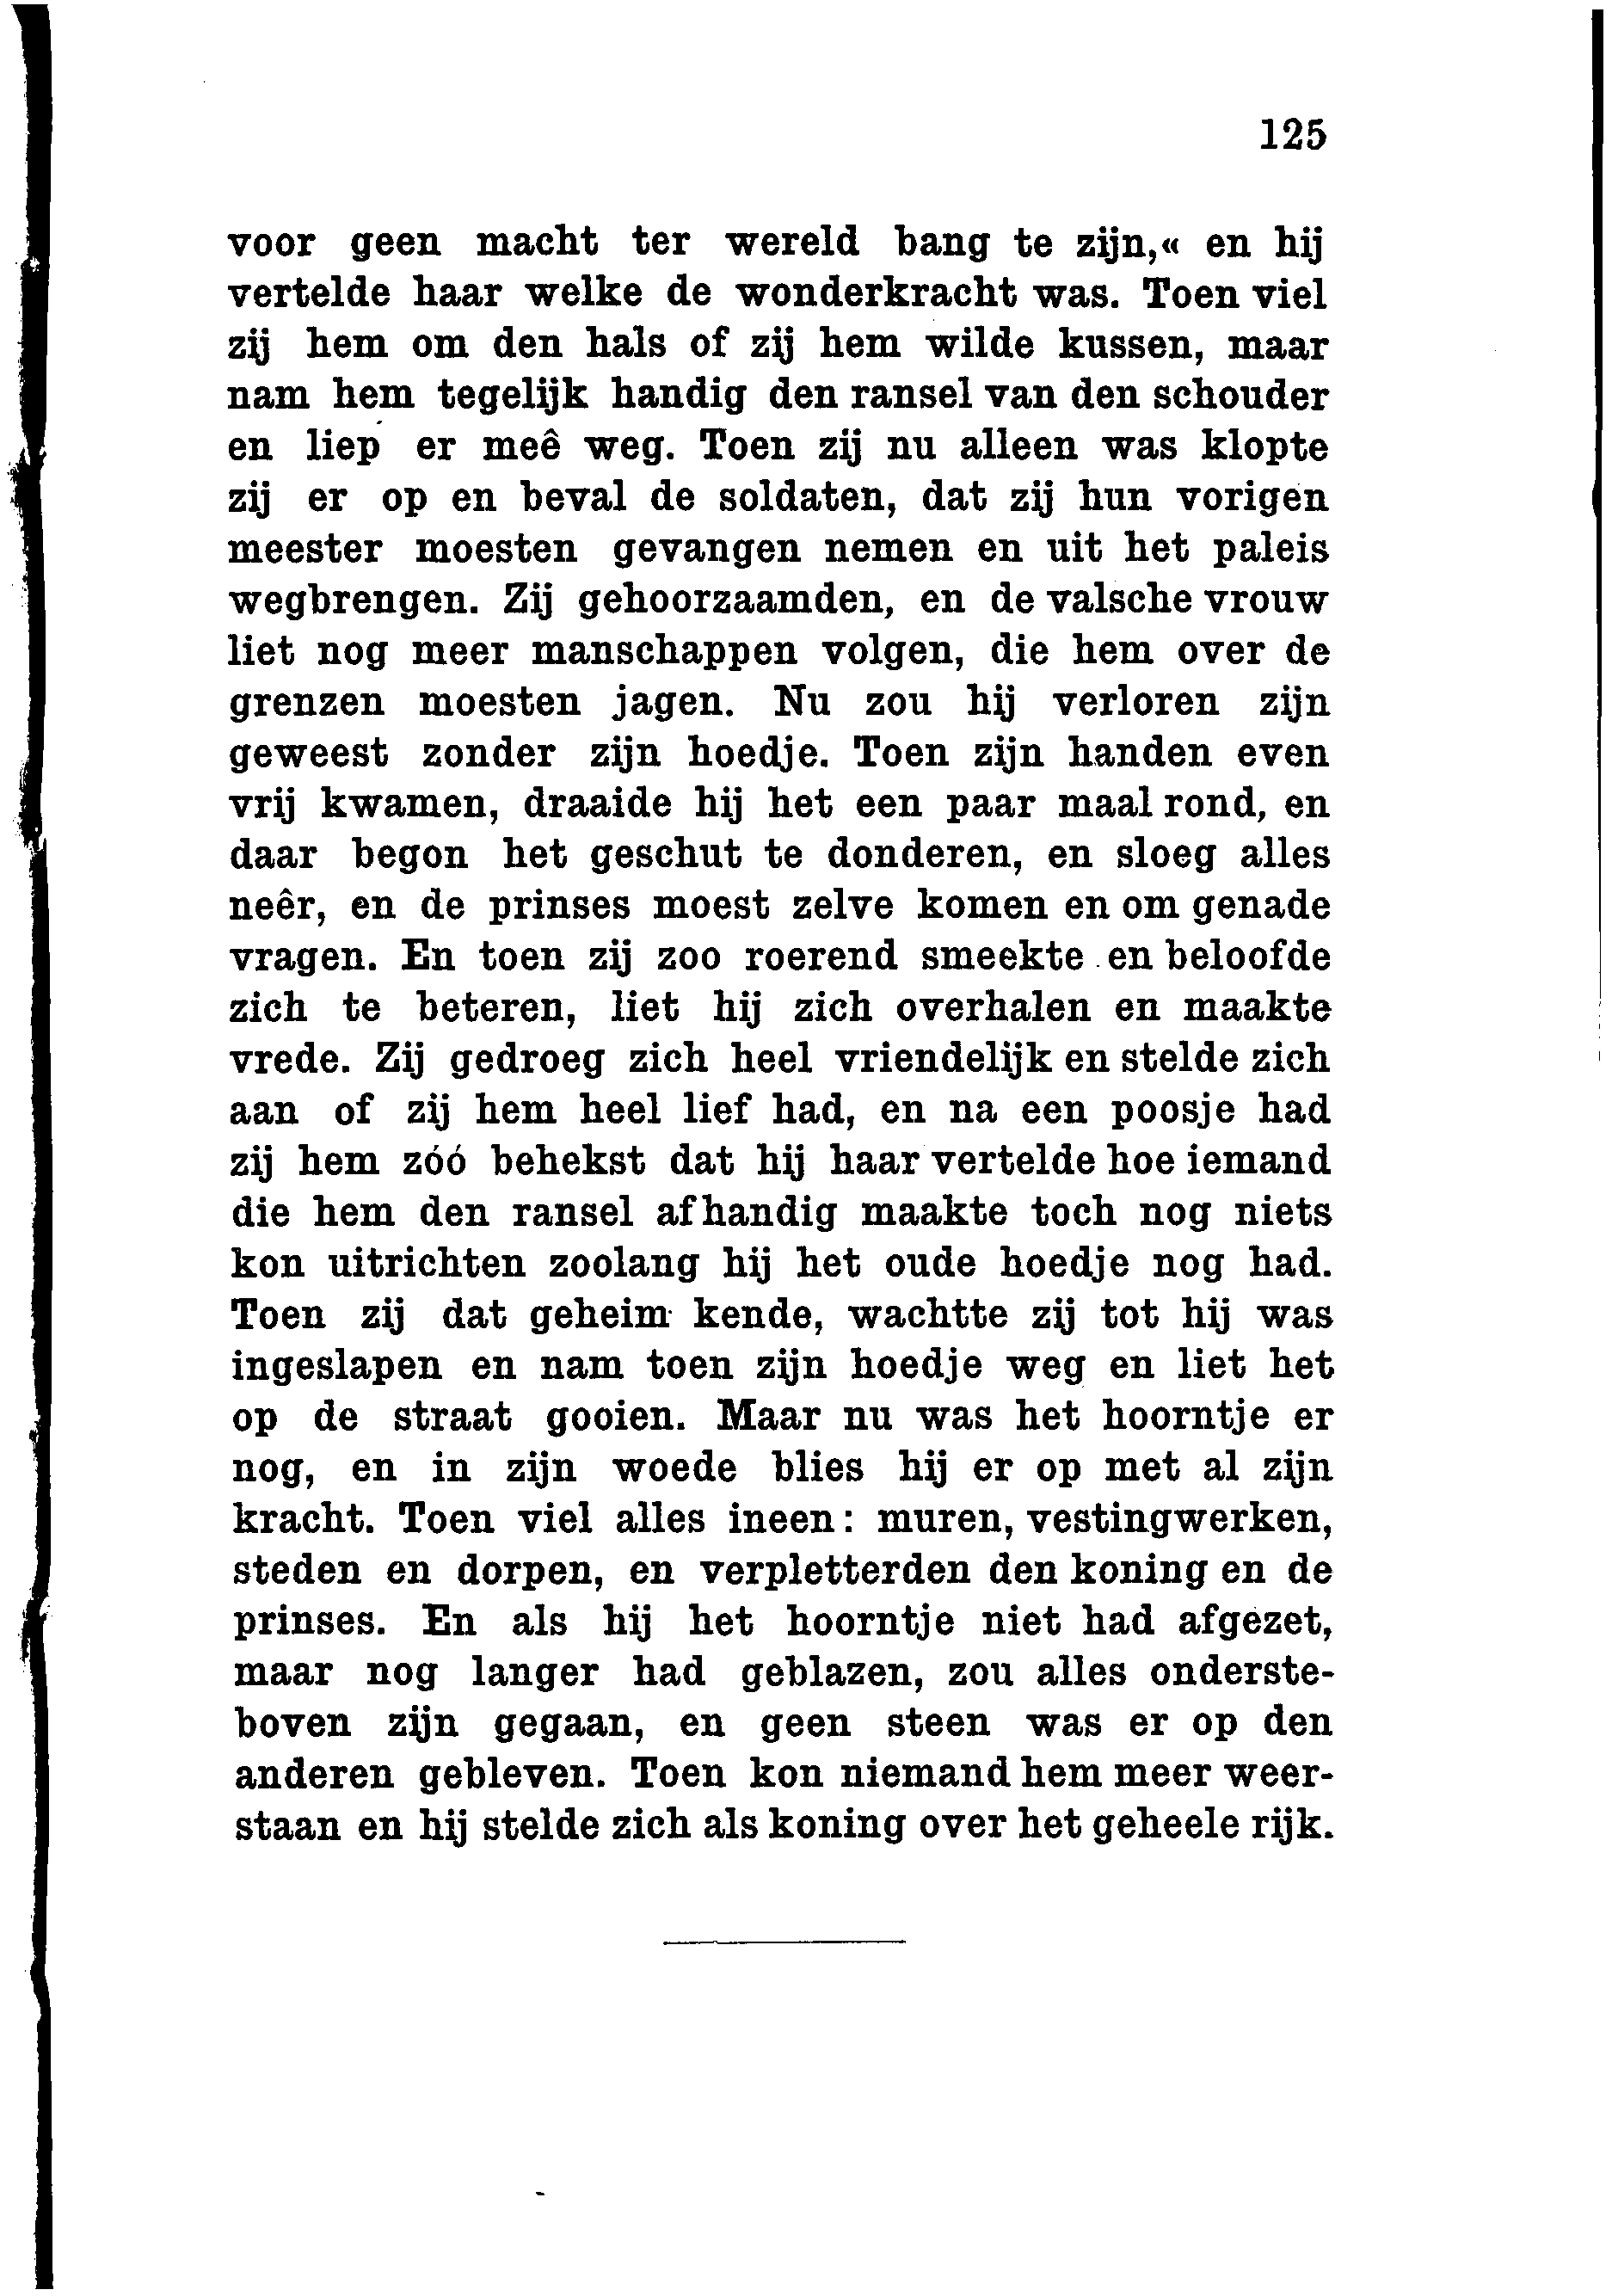 125
voor geen macht ter wereld bang te zijn,« en hij
vertelde haar welke de wonderkracht was. Toen viel
zij hem om den hals of zij hem wilde kussen, maar
nam hem tegelijk handig den ransel van den schouder
en liep er meê weg. Toen zij nu alleen was klopte
zij er op en beval de soldaten, dat zij hun vorigen
meester moesten gevangen nemen en uit het paleis
wegbrengen. Zij gehoorzaamden, en de valsche vrouw
liet nog meer manschappen volgen, die hem over de
grenzen moesten jagen. Nu zou hij verloren zijn
geweest zonder zijn hoedje. Toen zijn handen even
vrij kwamen, draaide hij het een paar maal rond, en
daar begon het geschut te donderen, en sloeg alles
neêr, en de prinses moest zelve komen en om genade
vragen. En toen zij zoo roerend smeekte en beloofde
zich te beteren, liet hij zich overhalen en maakte
vrede. Zij gedroeg zich heel vriendelijk en stelde zich
aan of zij hem heel lief had, en na een poosje had
zij hem zóó behekst dat hij haar vertelde hoe iemand
die hem den ransel afhandig maakte toch nog niets
kon uitrichten zoolang hij het oude hoedje nog had.
Toen zij dat geheim kende, wachtte zij tot hij was
ingeslapen en nam toen zijn hoedje weg en liet het
op de straat gooien. Maar nu was het hoorntje er
nog, en in zijn woede blies hij er op met al zijn
kracht. Toen viel alles ineen: muren, vestingwerken,
steden en dorpen, en verpletterden den koning en de
prinses. En als hij het hoorntje niet had afgezet,
maar nog langer had geblazen, zou alles onderste-
boven zijn gegaan, en geen steen was er op den
anderen gebleven. Toen kon niemand hem meer weer-
staan en hij stelde zich als koning over het geheele rijk.